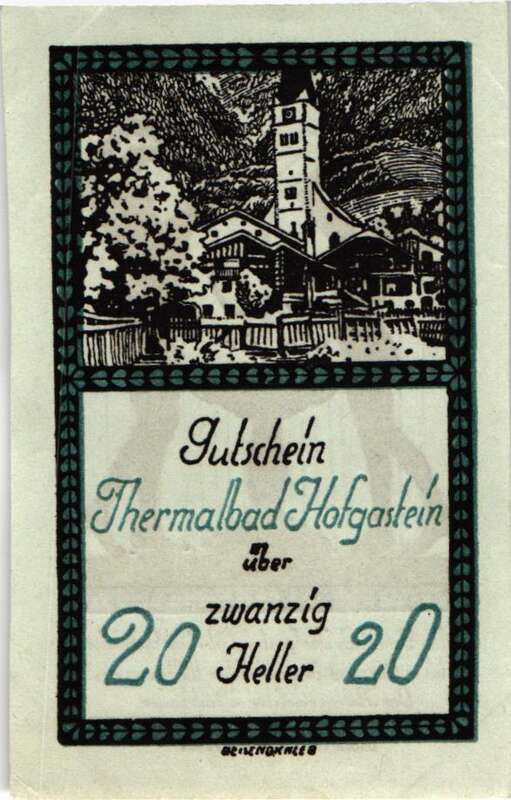 Gutschein
Thermalbad Hofgastein
über
zwanzig
20 Heller 20